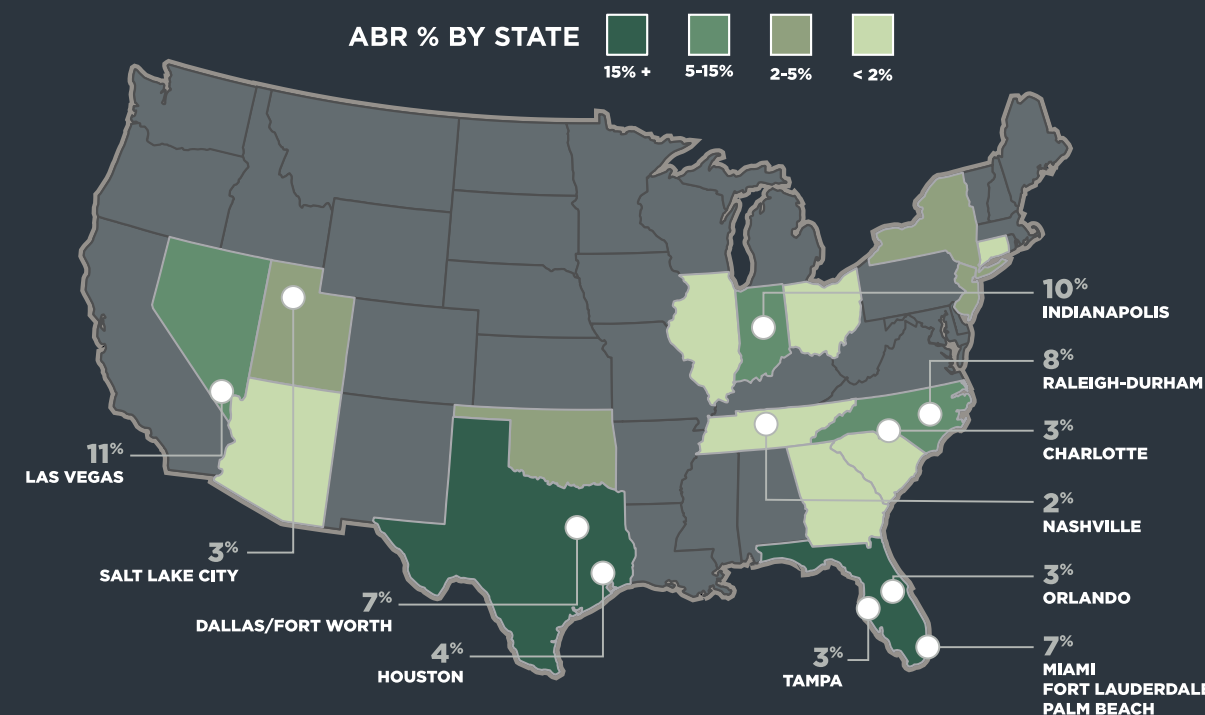 ABR % BY STATE
15% +
5-15%
2-5%
< 2%
10%
INDIANAPOLIS
8%
RALEIGH-DURHAM
3%
CHARLOTTE
2%
NASHVILLE
3%
ORLANDO
7%
MIAMI
FORT LAUDERDALE
PALM BEACH
11%
LAS VEGAS
3%
SALT LAKE CITY
7%
DALLAS/FORT WORTH
4%
HOUSTON
3%
TAMPA